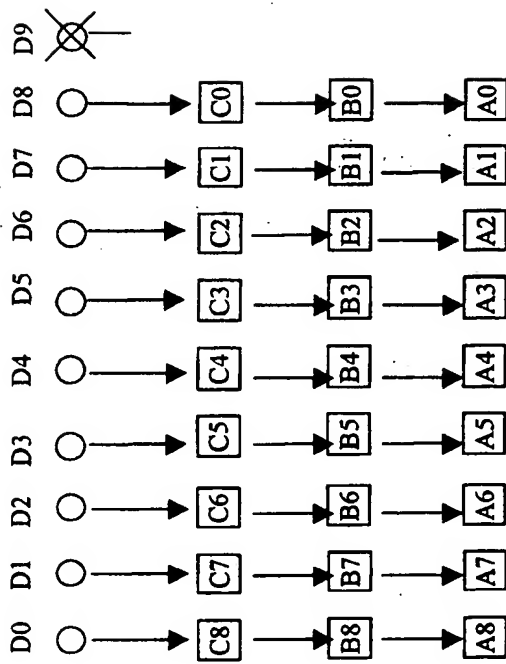 D0 D1 D2 D3 D4 D5 D6 D7 D8 D9
C8 C7 C6 C5 C4 C3 C2 C1 C0
B8 B7 B6 B5 B4 B3 B2 B1 B0
A8 A7 A6 A5 A4 A3 A2 A1 A0